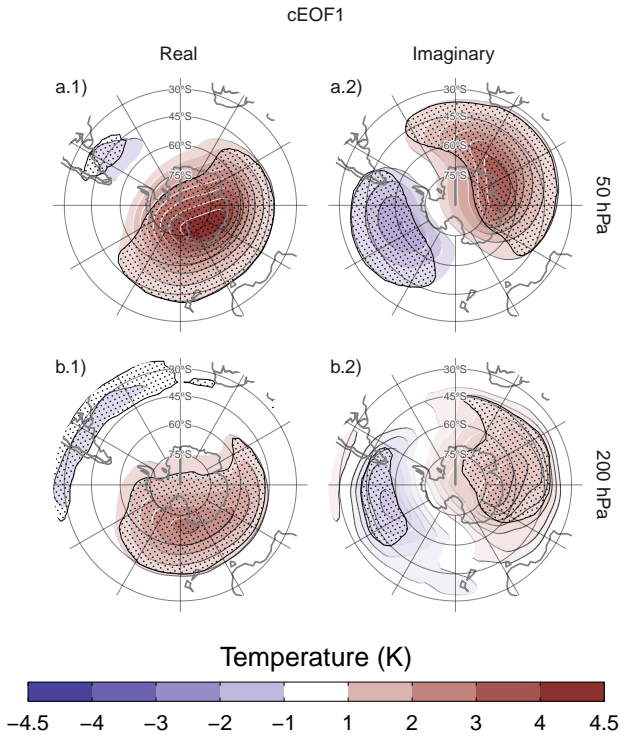 cEOF1
Real
Imaginary
a.1)
a.2)
30°S
45°S
60°S
75°S
30°S
45°S
60°S
75°S
50 hPa
b.1)
b.2)
30°S
45°S
60°S
75°S
30°S
45°S
60°S
75°S
200 hPa
Temperature (K)
−4.5 −4 −3 −2 −1 1 2 3 4 4.5